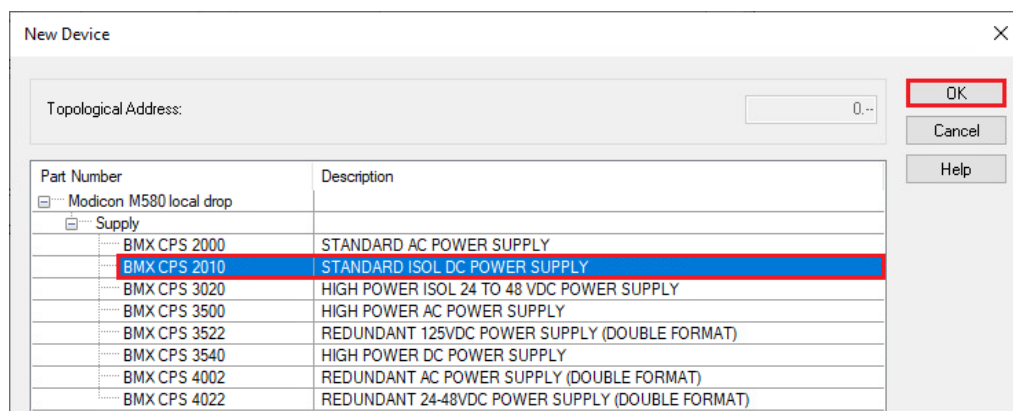 New Device
Topological Address:
0.--
OK
Cancel
Help
Part Number Description
Modicon M580 local drop
Supply
BMX CPS 2000 STANDARD AC POWER SUPPLY
BMX CPS 2010 STANDARD ISOL DC POWER SUPPLY
BMX CPS 3020 HIGH POWER ISOL 24 TO 48 VDC POWER SUPPLY
BMX CPS 3500 HIGH POWER AC POWER SUPPLY
BMX CPS 3522 REDUNDANT 125VDC POWER SUPPLY (DOUBLE FORMAT)
BMX CPS 3540 HIGH POWER DC POWER SUPPLY
BMX CPS 4002 REDUNDANT AC POWER SUPPLY (DOUBLE FORMAT)
BMX CPS 4022 REDUNDANT 24-48VDC POWER SUPPLY (DOUBLE FORMAT)